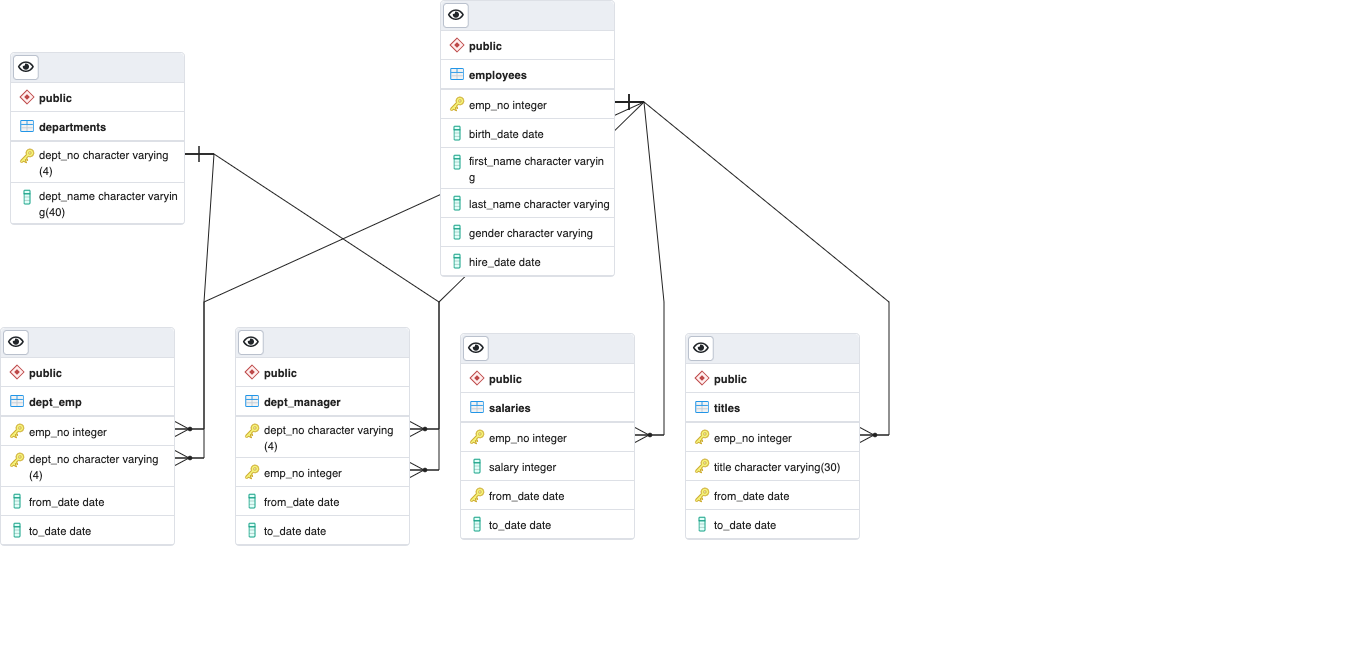 public
departments
dept_no character varying
(4)
dept_name character varyin
g(40)
public
employees
emp_no integer
birth_date date
first_name character varyin
g
last_name character varying
gender character varying
hire_date date
public
dept_emp
emp_no integer
dept_no character varying
(4)
from_date date
to_date date
public
dept_manager
dept_no character varying
(4)
emp_no integer
from_date date
to_date date
public
salaries
emp_no integer
salary integer
from_date date
to_date date
public
titles
emp_no integer
title character varying(30)
from_date date
to_date date